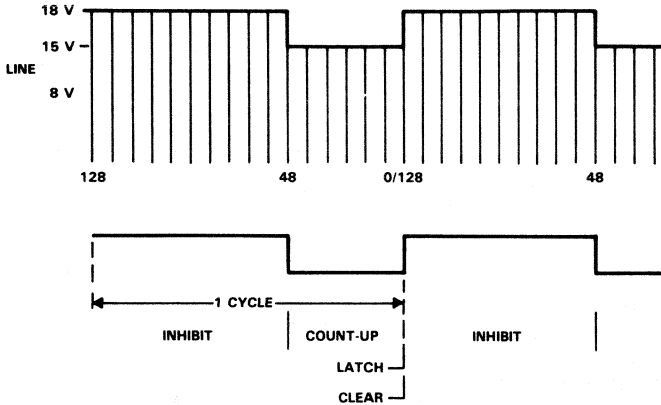 18 V
15 V
LINE
8 V
128 48 0/128 48
1 CYCLE
INHIBIT COUNT-UP INHIBIT
LATCH
CLEAR